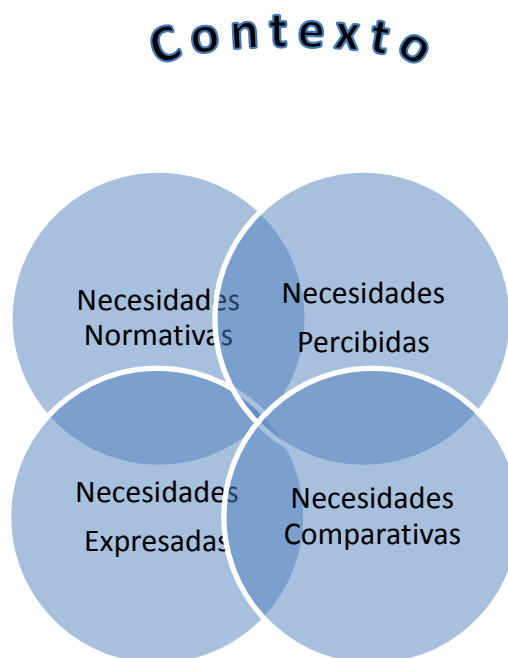 Contexto
Necesidades
Normativas
Necesidades
Percibidas
Necesidades
Expresadas
Necesidades
Comparativas